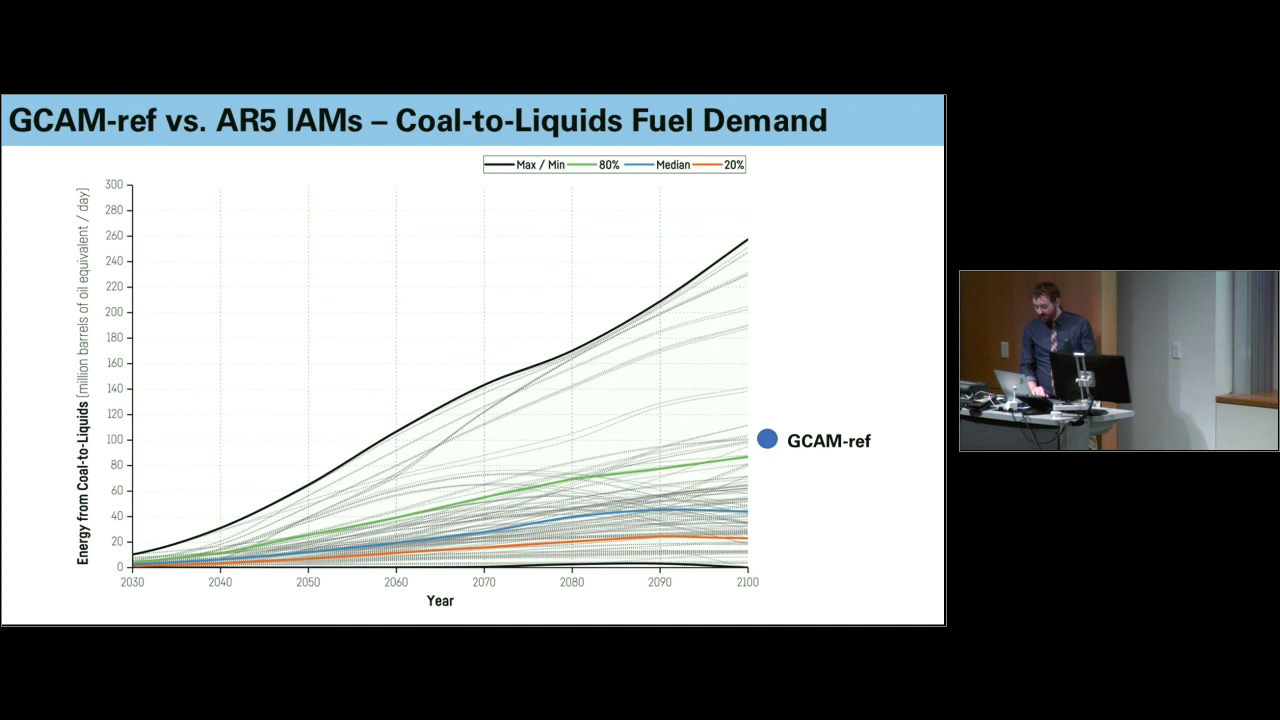 GCAM-ref vs. AR5 IAMs – Coal-to-Liquids Fuel Demand
Max / Min 80% Median 20%
Energy from Coal-to-Liquids (million barrels of oil equivalent / day)
300
280
260
240
220
200
180
160
140
120
100
80
60
40
20
0
GCAM-ref
2030 2040 2050 2060 2070 2080 2090 2100
Year